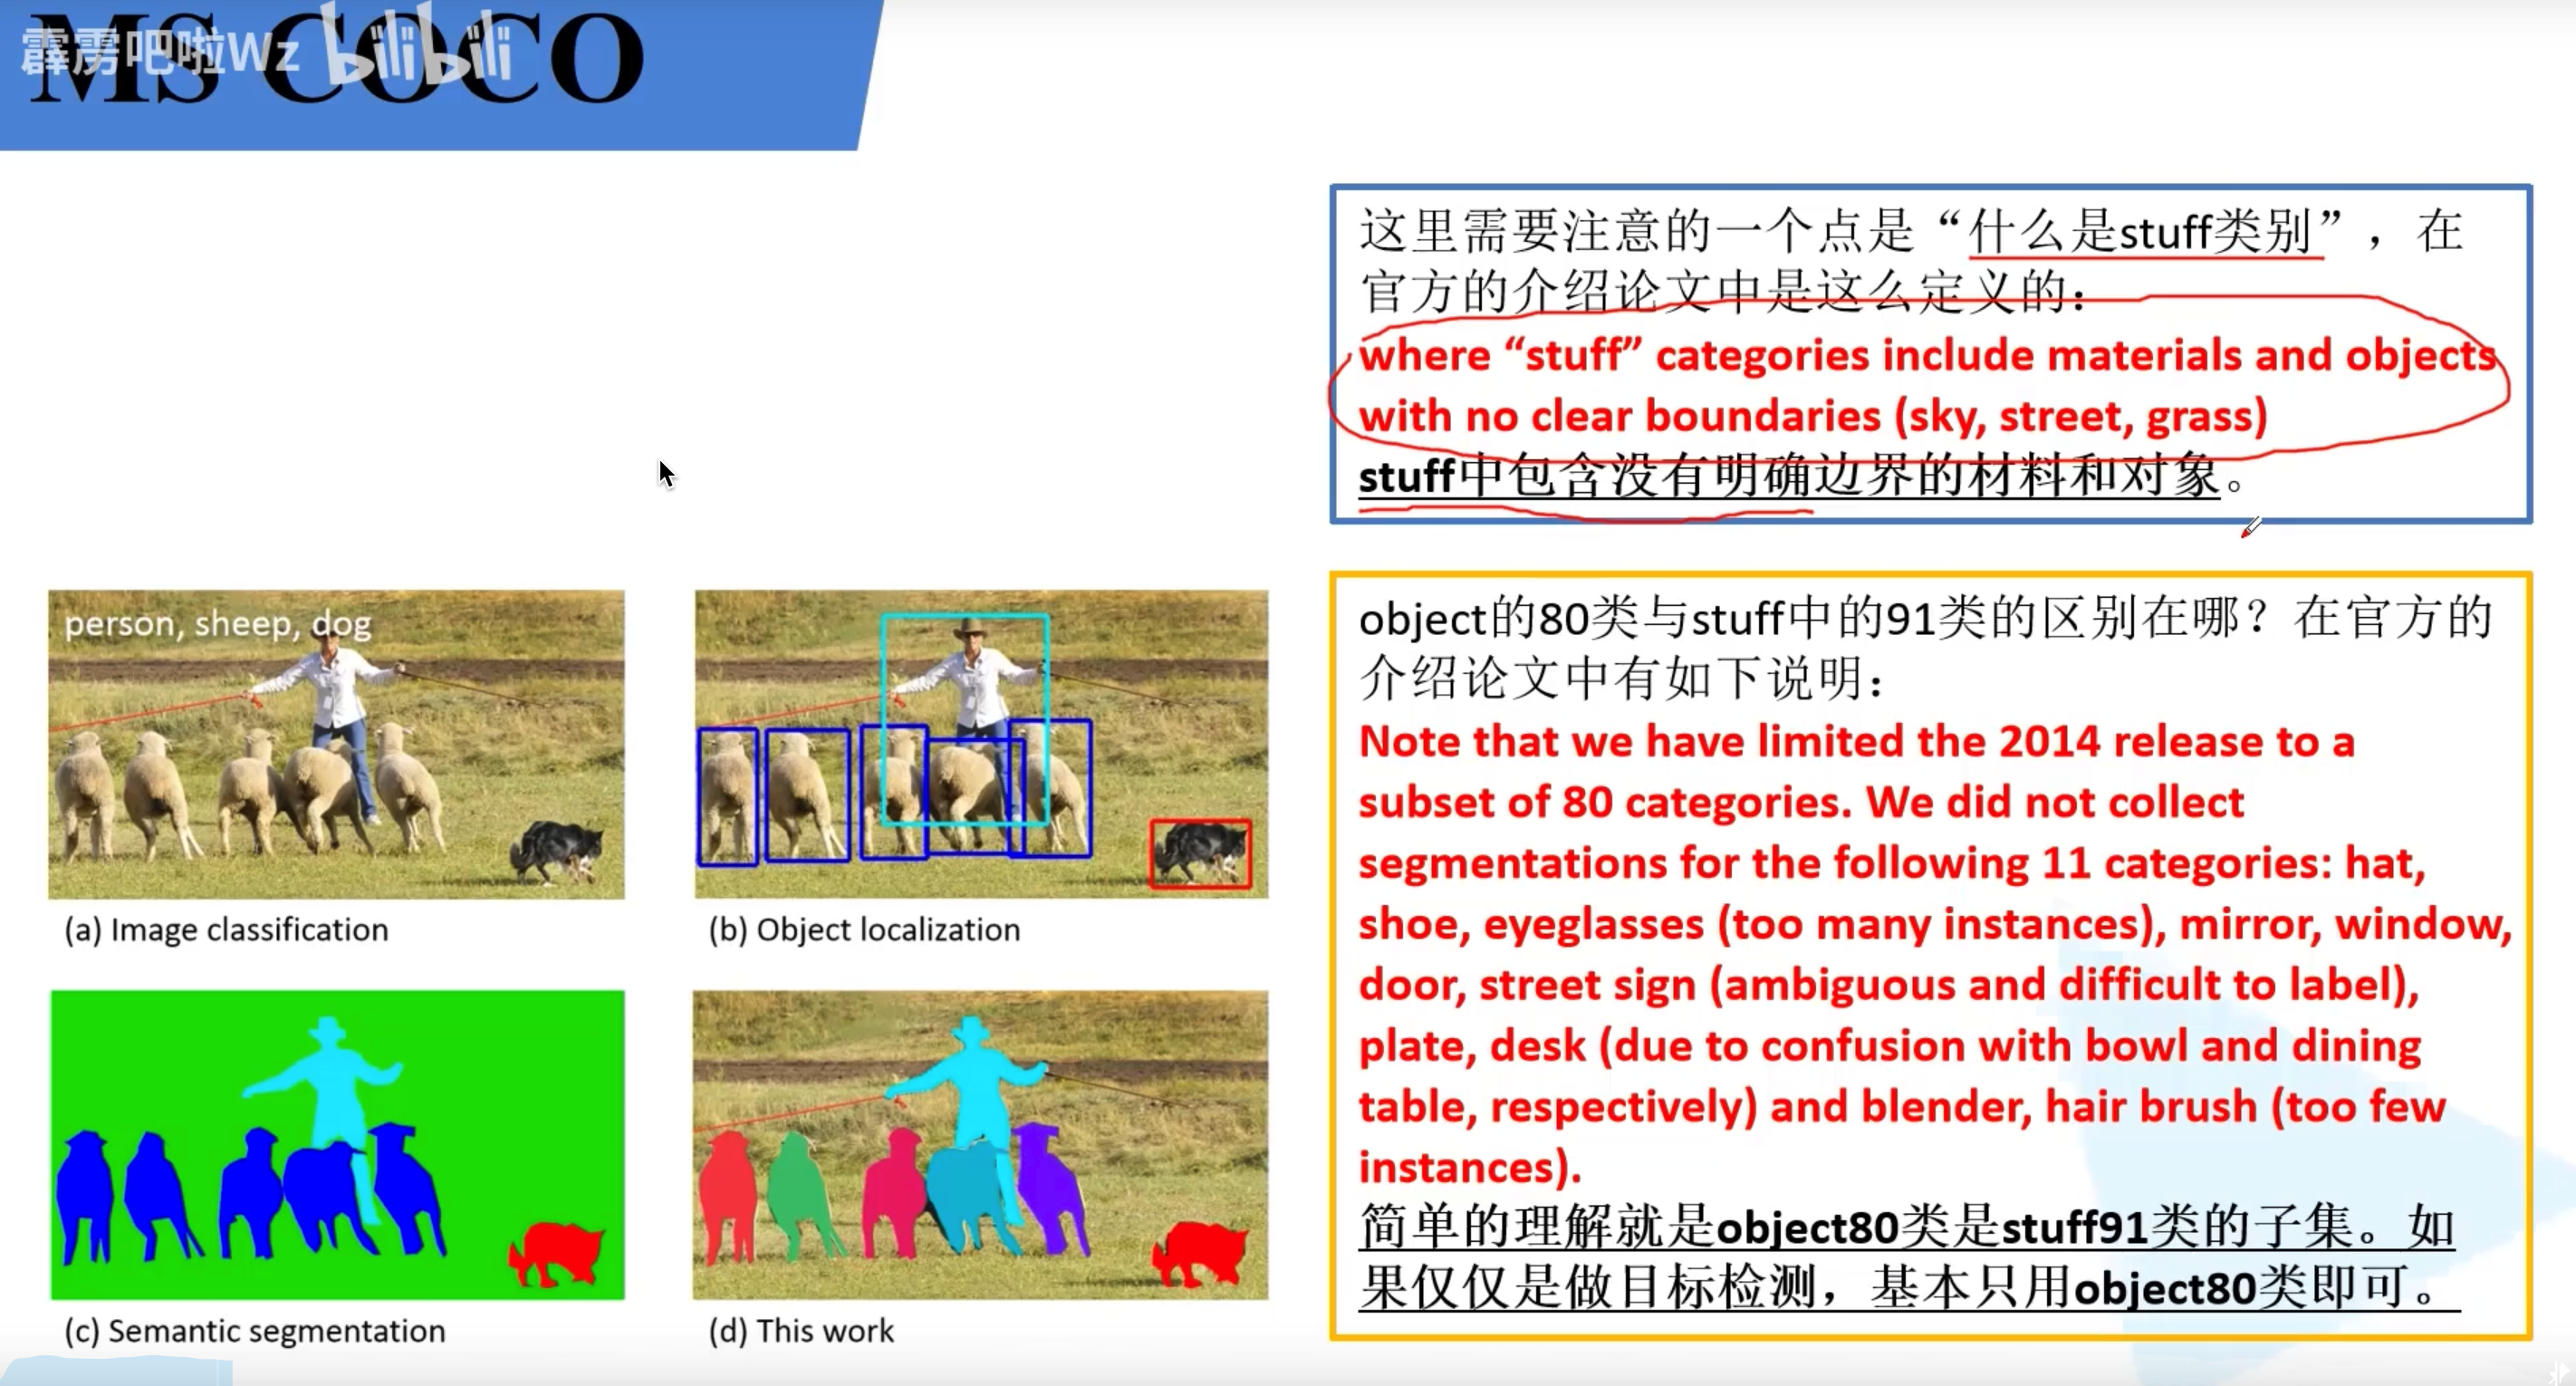 MS COCO
霹雳吧啦Wz bilibili
这里需要注意的一个点是“什么是stuff类别”，在
官方的介绍论文中是这么定义的：
where “stuff” categories include materials and objects
with no clear boundaries (sky, street, grass)
stuff中包含没有明确边界的材料和对象。
person, sheep, dog
(a) Image classification
(b) Object localization
(c) Semantic segmentation
(d) This work
object的80类与stuff中的91类的区别在哪？在官方的
介绍论文中有如下说明：
Note that we have limited the 2014 release to a
subset of 80 categories. We did not collect
segmentations for the following 11 categories: hat,
shoe, eyeglasses (too many instances), mirror, window,
door, street sign (ambiguous and difficult to label),
plate, desk (due to confusion with bowl and dining
table, respectively) and blender, hair brush (too few
instances).
简单的理解就是object80类是stuff91类的子集。如
果仅仅是做目标检测，基本只用object80类即可。